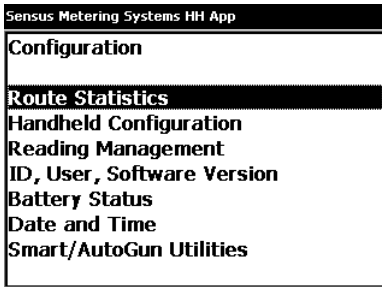 Sensus Metering Systems HH App
Configuration
Route Statistics
Handheld Configuration
Reading Management
ID, User, Software Version
Battery Status
Date and Time
Smart/AutoGun Utilities